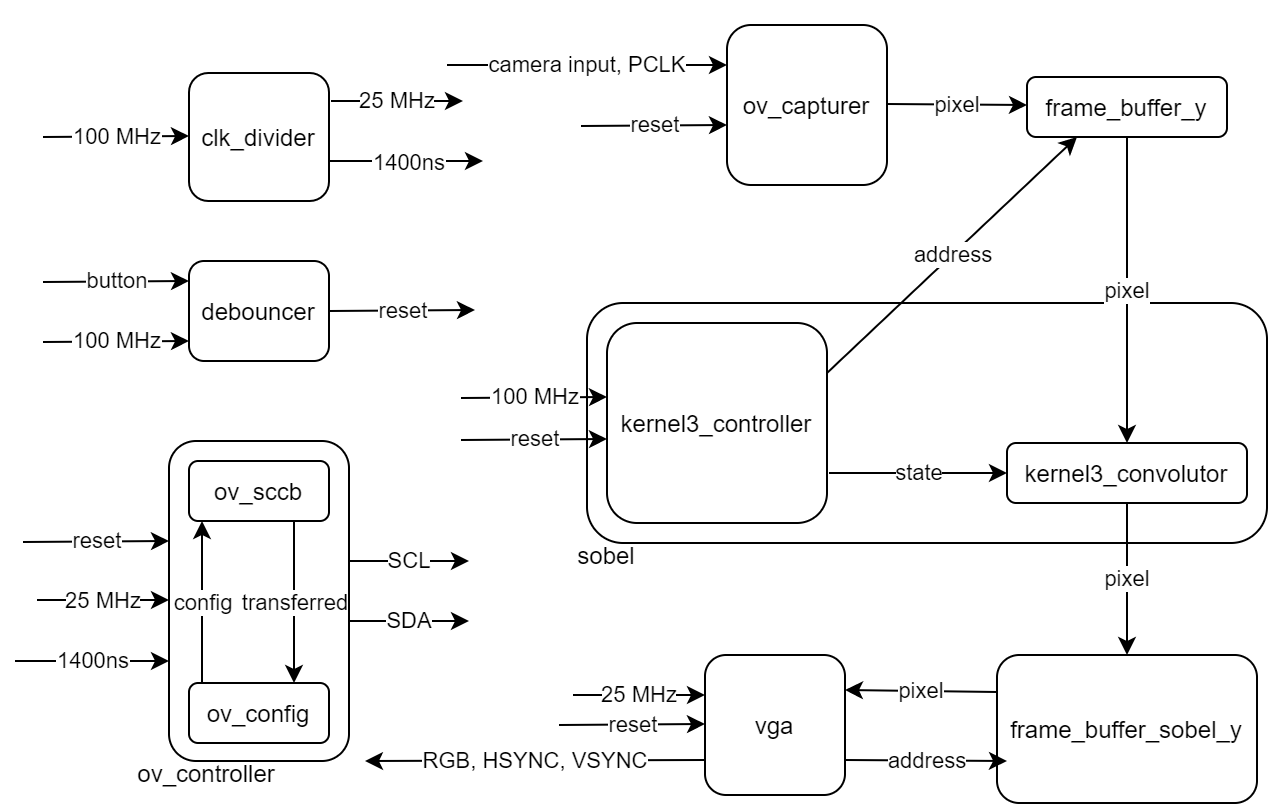 100 MHz
clk_divider
25 MHz
1400ns
camera input, PCLK
reset
ov_capturer
pixel
frame_buffer_y
address
pixel
button
100 MHz
debouncer
reset
100 MHz
reset
kernel3_controller
state
kernel3_convolutor
sobel
pixel
ov_sccb
reset
25 MHz
1400ns
config
transferred
SCL
SDA
ov_config
ov_controller
25 MHz
reset
RGB, HSYNC, VSYNC
vga
pixel
address
frame_buffer_sobel_y